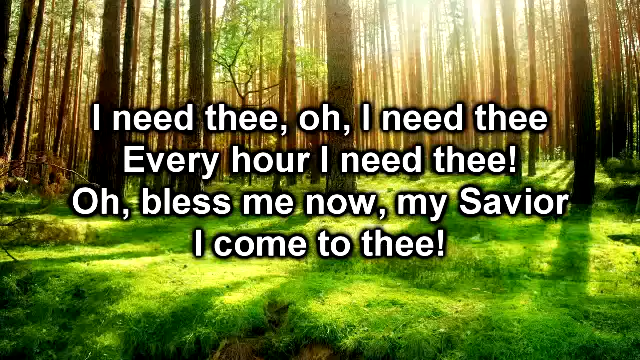 I need thee, oh, I need thee
Every hour I need thee!
Oh, bless me now, my Savior
I come to thee!